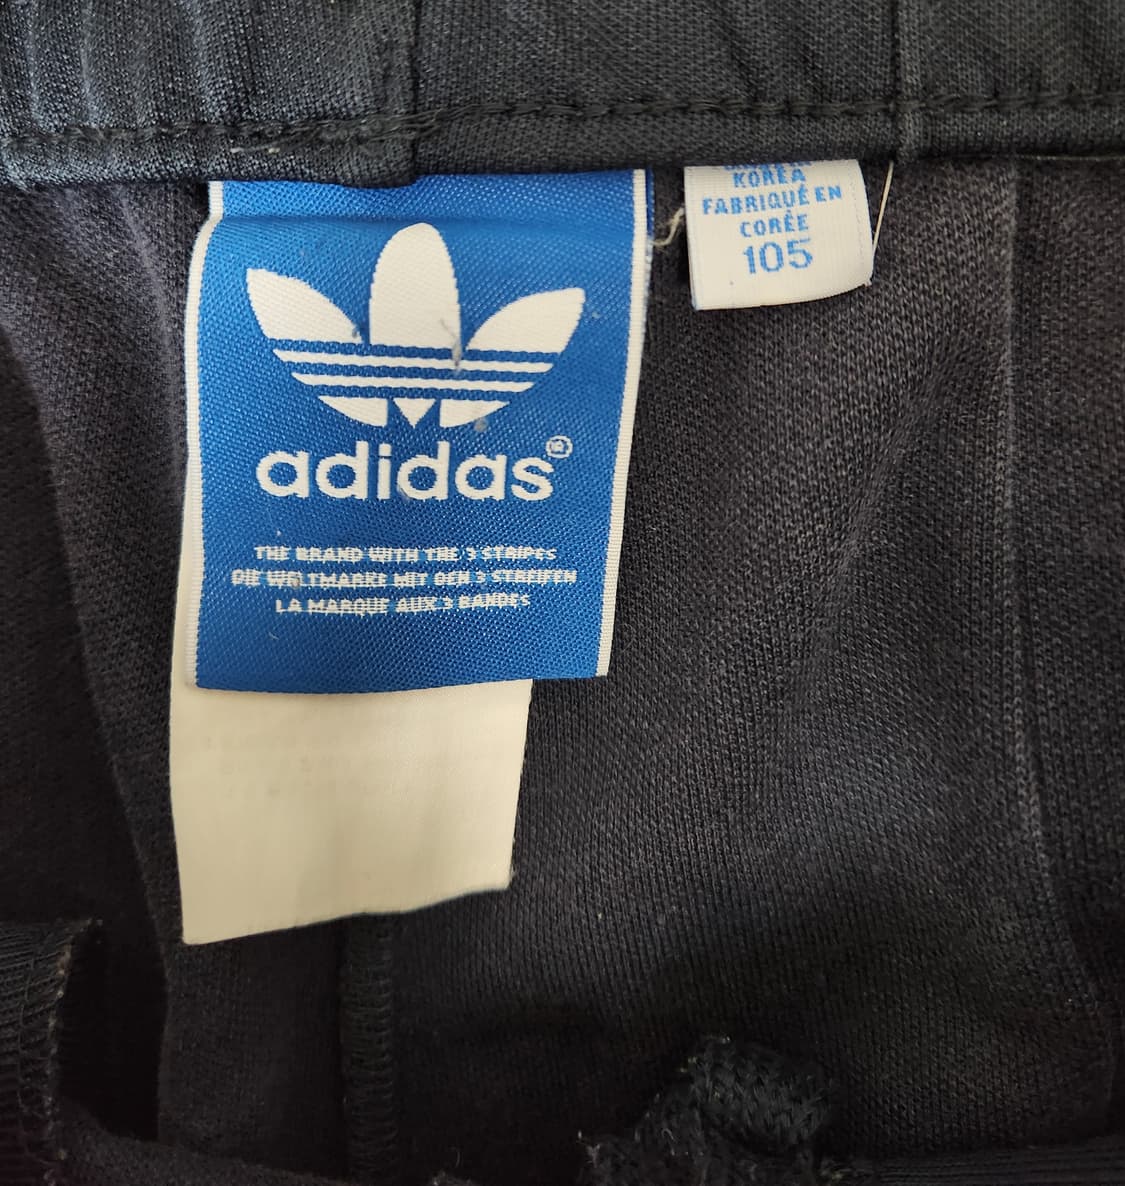 adidas®
THE BRAND WITH THE 3 STRIPES
DIE WELTMARKE MIT DEN 3 STREIFEN
LA MARQUE AUX 3 BANDES
KOREA
FABRIQUÉ EN
CORÉE
105